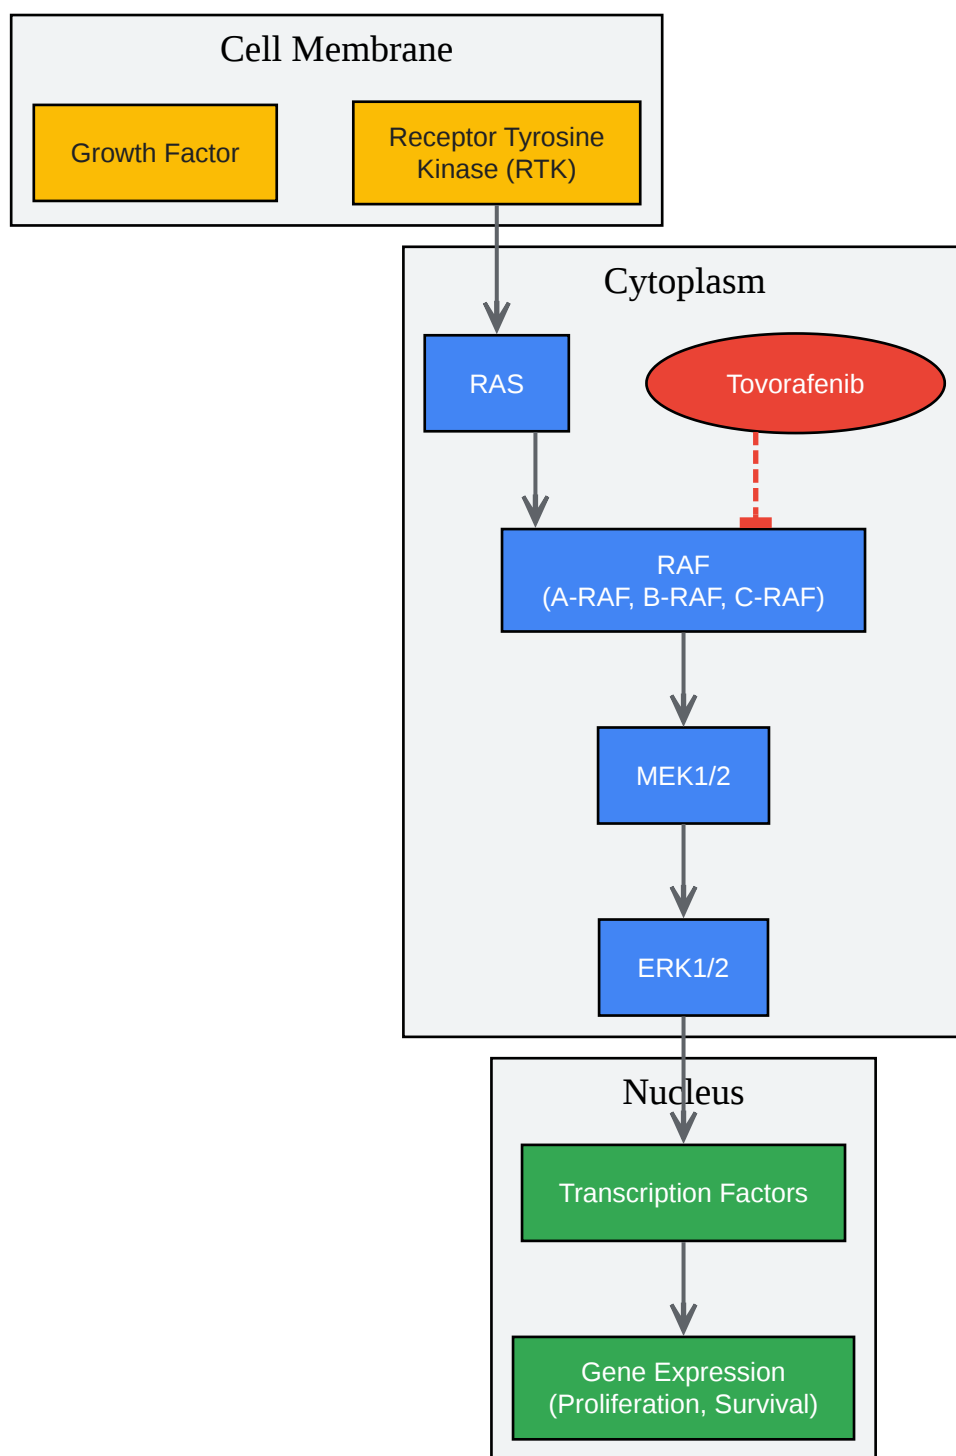 Cell Membrane
Growth Factor
Receptor Tyrosine
Kinase (RTK)
Cytoplasm
RAS
Tovorafenib
RAF
(A-RAF, B-RAF, C-RAF)
MEK1/2
ERK1/2
Nucleus
Transcription Factors
Gene Expression
(Proliferation, Survival)